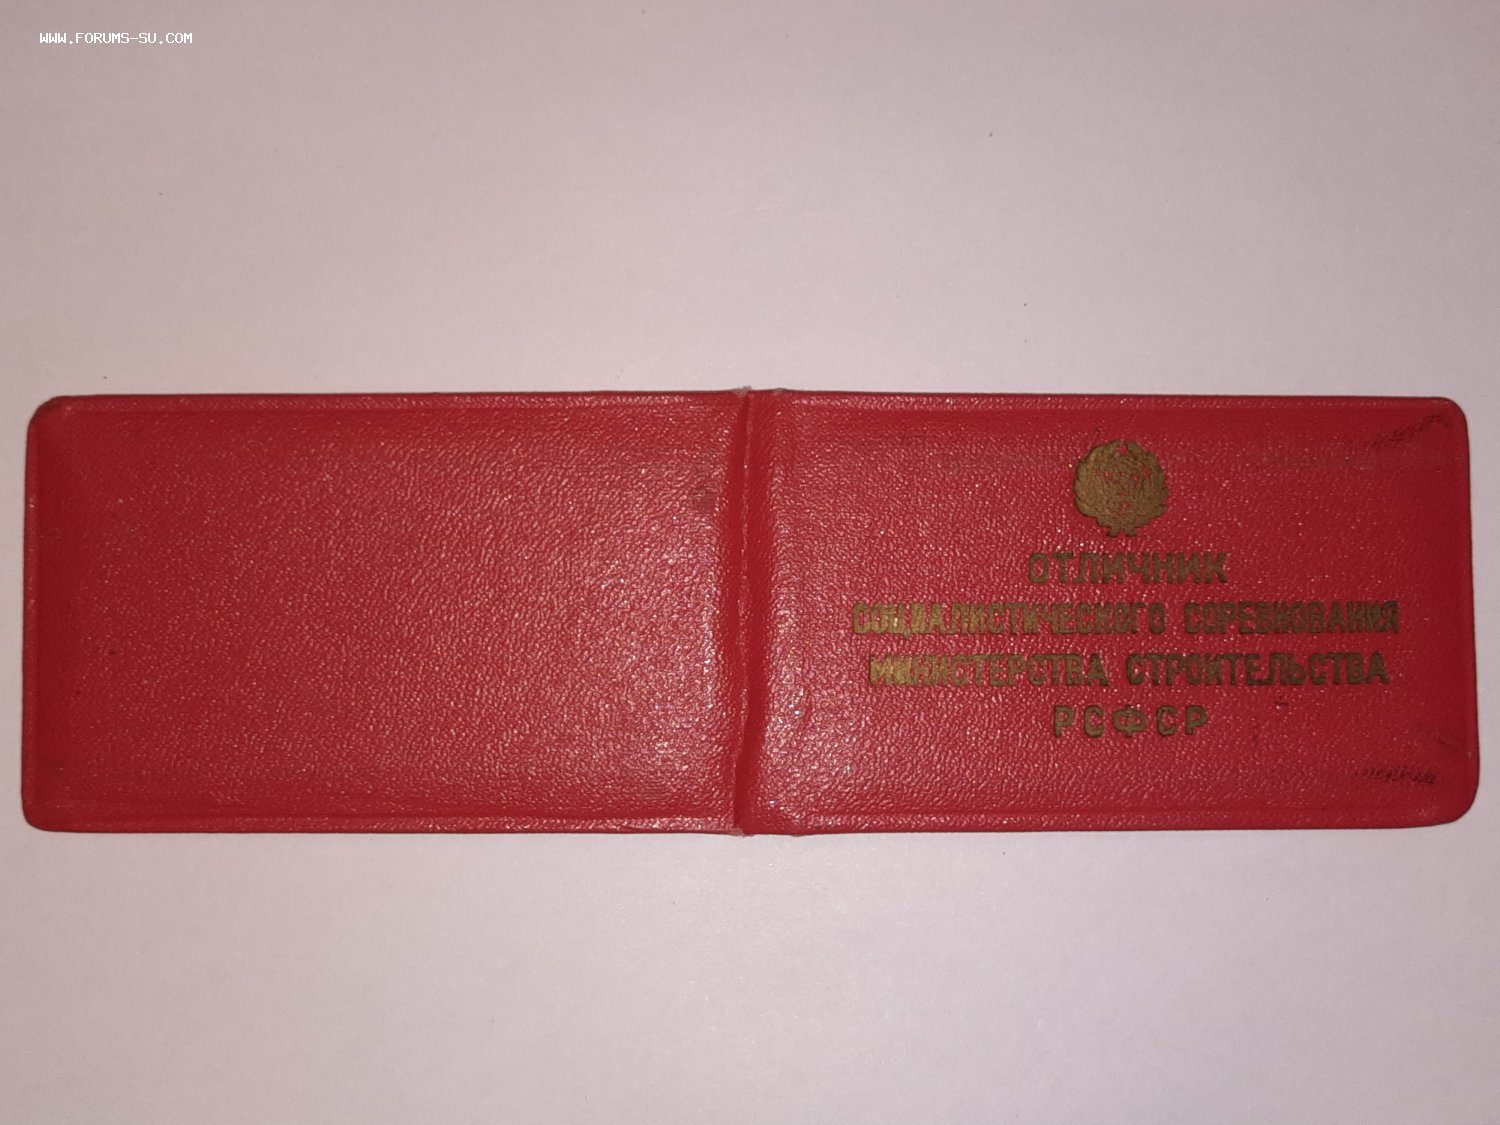 WWW.FORUMS-SU.COM
ОТЛИЧНИК
СОЦИАЛИСТИЧЕСКОГО СОРЕВНОВАНИЯ
МИНИСТЕРСТВА СТРОИТЕЛЬСТВА
РСФСР